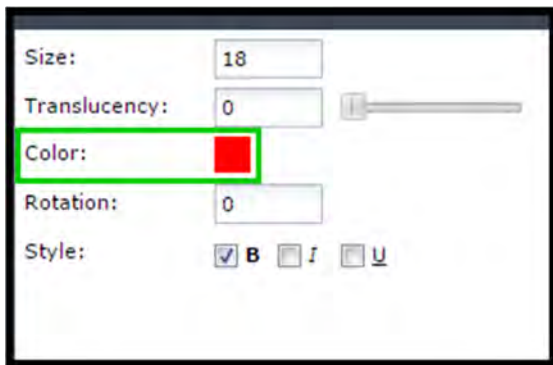 Size: 18
Translucency: 0
Color:
Rotation: 0
Style: B I U